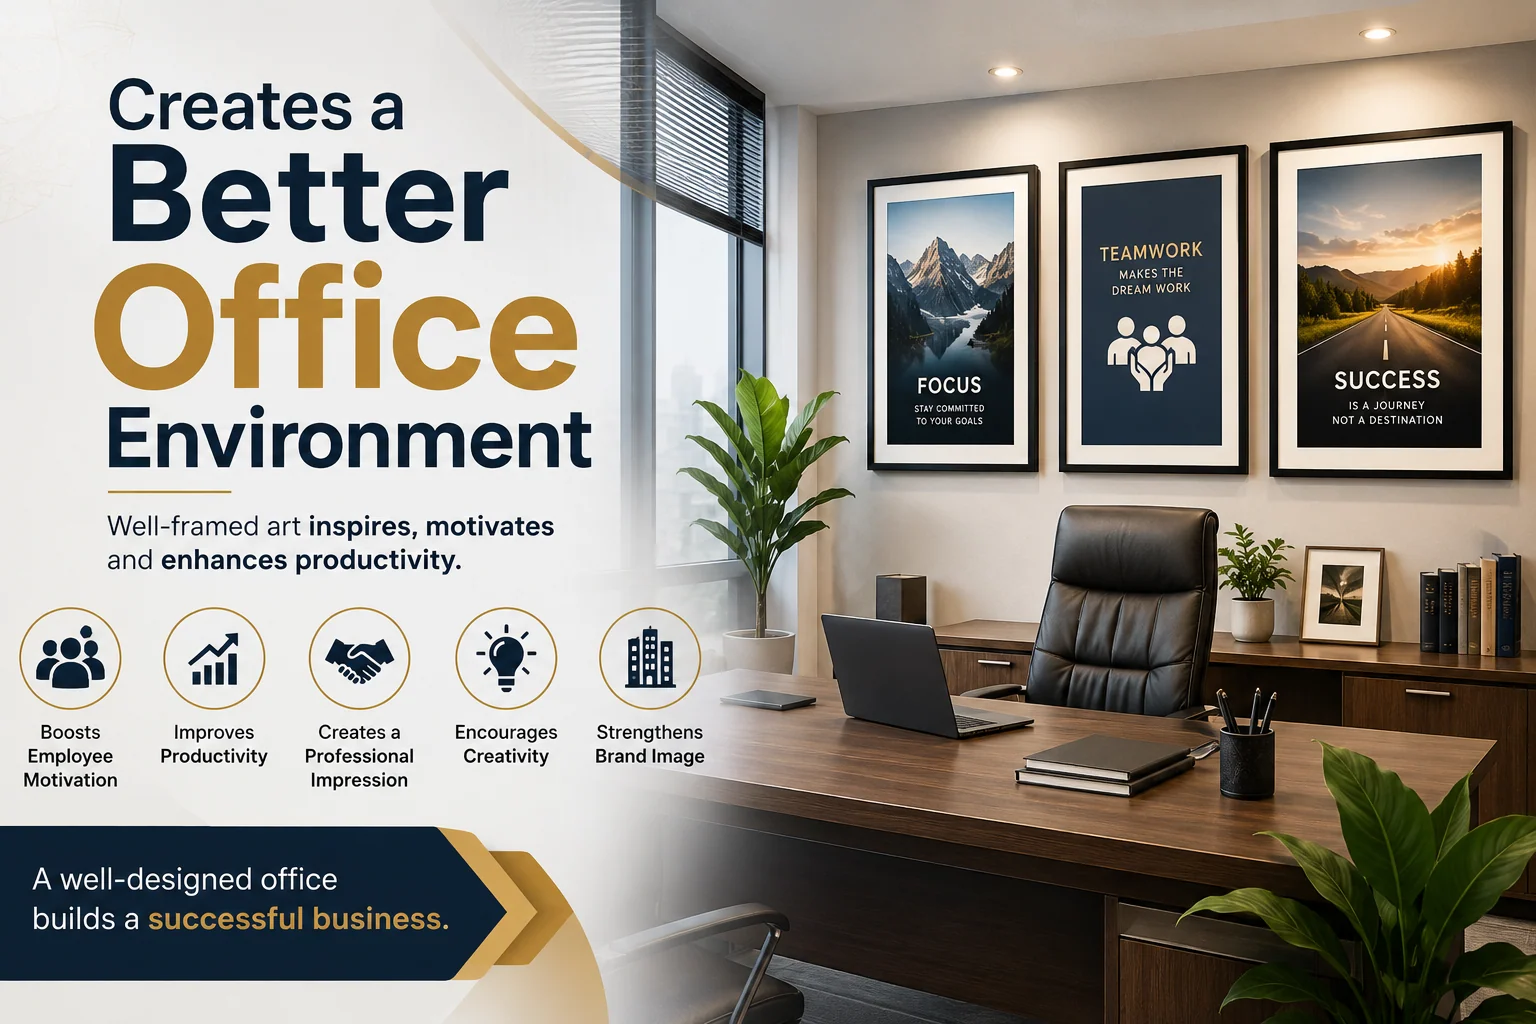 Creates a
Better
Office
Environment
Well-framed art inspires, motivates
and enhances productivity.
Boosts
Employee
Motivation
Improves
Productivity
Creates a
Professional
Impression
Encourages
Creativity
Strengthens
Brand Image
A well-designed office
builds a successful business.
FOCUS
STAY COMMITTED
TO YOUR GOALS
TEAMWORK
MAKES THE
DREAM WORK
SUCCESS
IS A JOURNEY
NOT A DESTINATION